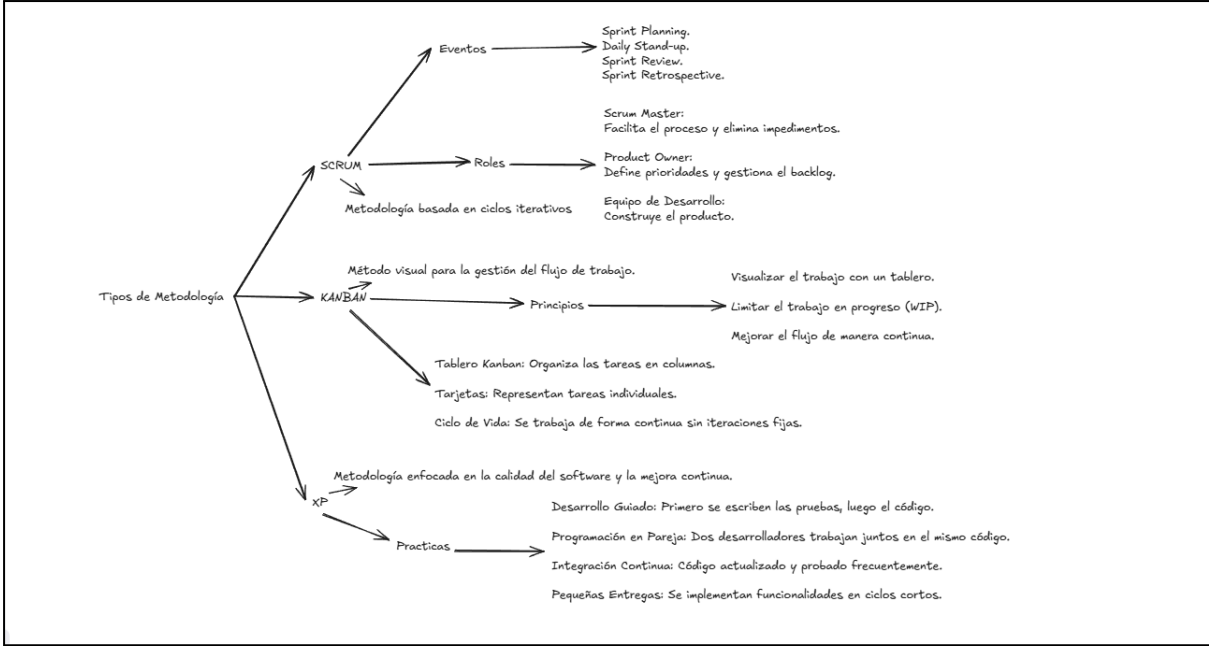 Tipos de Metodología
SCRUM
Metodología basada en ciclos iterativos
Eventos
Sprint Planning.
Daily Stand-up.
Sprint Review.
Sprint Retrospective.
Roles
Scrum Master:
Facilita el proceso y elimina impedimentos.
Product Owner:
Define prioridades y gestiona el backlog.
Equipo de Desarrollo:
Construye el producto.
KANBAN
Método visual para la gestión del flujo de trabajo.
Principios
Visualizar el trabajo con un tablero.
Limitar el trabajo en progreso (WIP).
Mejorar el flujo de manera continua.
Tablero Kanban: Organiza las tareas en columnas.
Tarjetas: Representan tareas individuales.
Ciclo de Vida: Se trabaja de forma continua sin iteraciones fijas.
XP
Metodología enfocada en la calidad del software y la mejora continua.
Practicas
Desarrollo Guiado: Primero se escriben las pruebas, luego el código.
Programación en Pareja: Dos desarrolladores trabajan juntos en el mismo código.
Integración Continua: Código actualizado y probado frecuentemente.
Pequeñas Entregas: Se implementan funcionalidades en ciclos cortos.